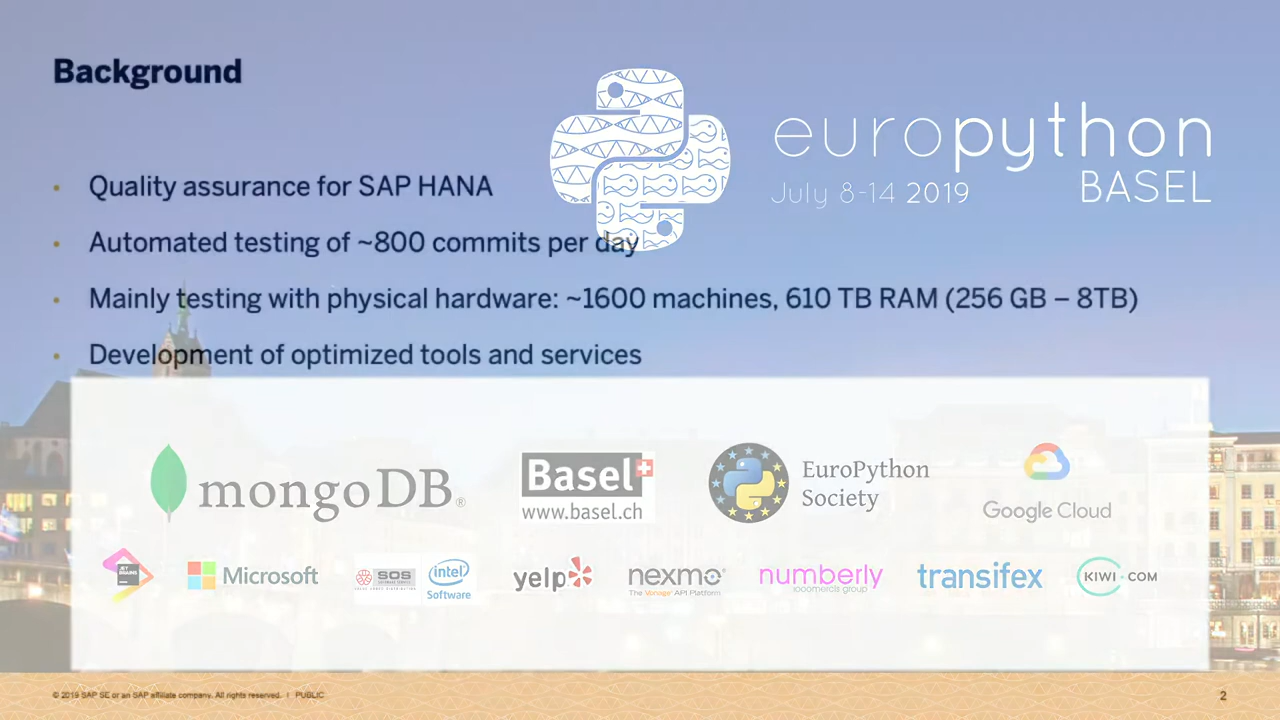 Background
europython
July 8-14 2019 BASEL
• Quality assurance for SAP HANA
• Automated testing of ~800 commits per day
• Mainly testing with physical hardware: ~1600 machines, 610 TB RAM (256 GB – 8TB)
• Development of optimized tools and services
mongoDB®
Basel
www.basel.ch
EuroPython
Society
Google Cloud
JET
BRAINS
Microsoft
SOS
intel
Software
yelp
nexmo®
The Vonage® API Platform
numberly
1000mercis group
transifex
KIWI.COM
© 2019 SAP SE or an SAP affiliate company. All rights reserved. I PUBLIC
2